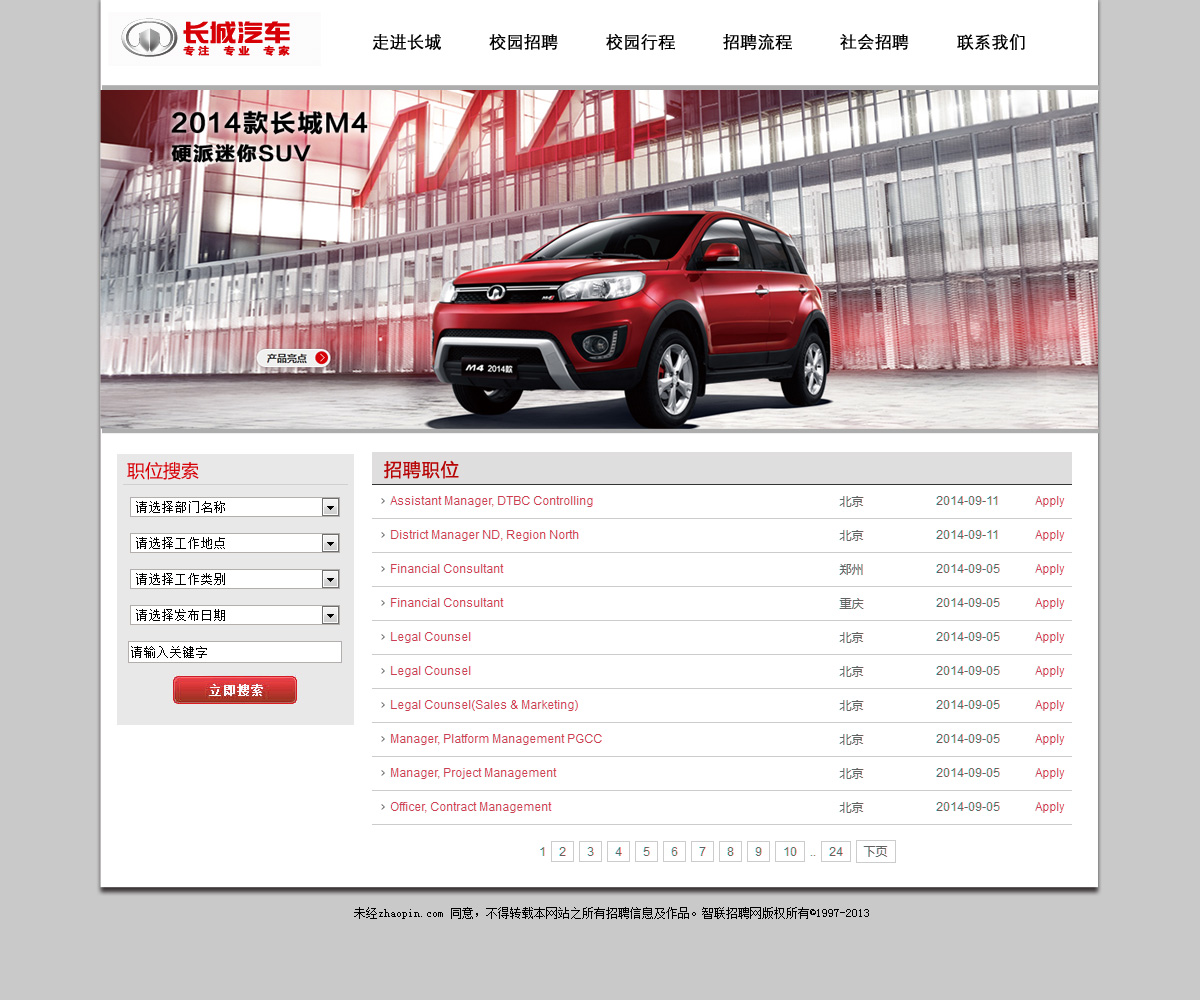 长城汽车
专注 专业 专家
走进长城 校园招聘 校园行程 招聘流程 社会招聘 联系我们
2014款长城M4
硬派迷你SUV
产品亮点
M4 2014款
职位搜索
请选择部门名称
请选择工作地点
请选择工作类别
请选择发布日期
请输入关键字
立即搜索
招聘职位
Assistant Manager, DTBC Controlling 北京 2014-09-11 Apply
District Manager ND, Region North 北京 2014-09-11 Apply
Financial Consultant 郑州 2014-09-05 Apply
Financial Consultant 重庆 2014-09-05 Apply
Legal Counsel 北京 2014-09-05 Apply
Legal Counsel 北京 2014-09-05 Apply
Legal Counsel(Sales & Marketing) 北京 2014-09-05 Apply
Manager, Platform Management PGCC 北京 2014-09-05 Apply
Manager, Project Management 北京 2014-09-05 Apply
Officer, Contract Management 北京 2014-09-05 Apply
1 2 3 4 5 6 7 8 9 10 .. 24 下页
未经zhaopin.com 同意，不得转载本网站之所有招聘信息及作品。智联招聘网版权所有©1997-2013